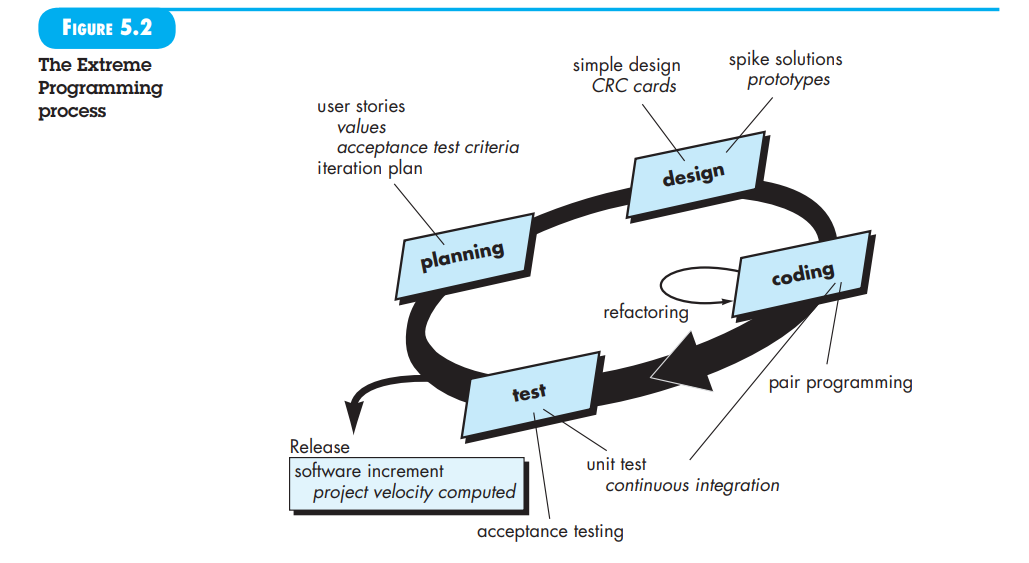 FIGURE 5.2
The Extreme
Programming
process
user stories
values
acceptance test criteria
iteration plan
simple design
CRC cards
spike solutions
prototypes
design
planning
coding
refactoring
test
pair programming
Release
software increment
project velocity computed
unit test
continuous integration
acceptance testing